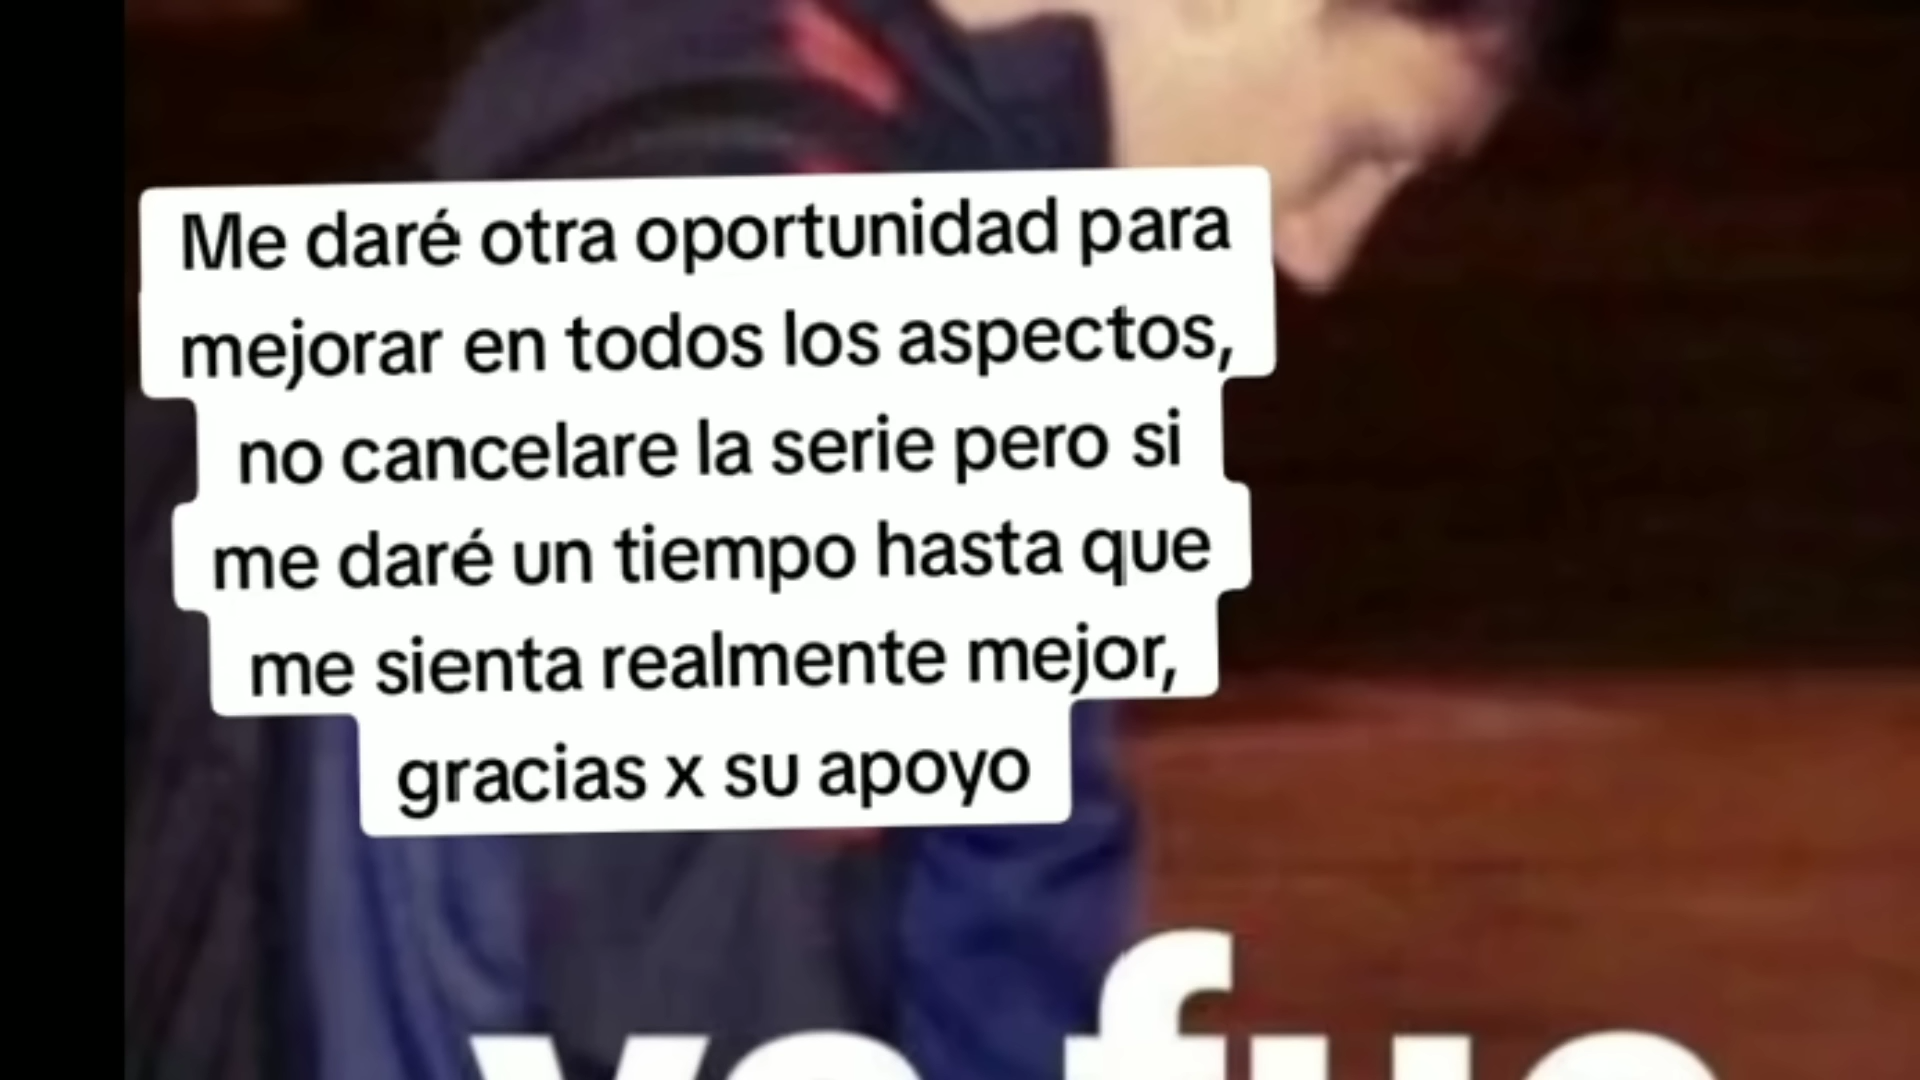 Me daré otra oportunidad para
mejorar en todos los aspectos,
no cancelare la serie pero si
me daré un tiempo hasta que
me sienta realmente mejor,
gracias x su apoyo